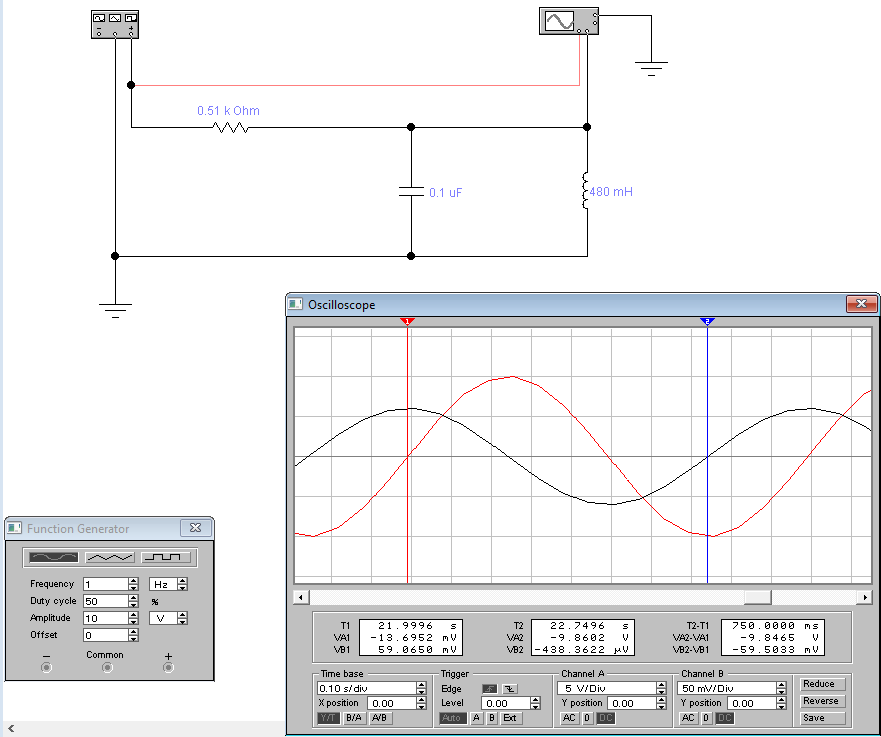 0.51 k Ohm
0.1 uF
480 mH
Oscilloscope
1
2
T1 21.9996 s
VA1 -13.6952 mV
VB1 59.0650 mV
T2 22.7496 s
VA2 -9.8602 V
VB2 -438.3622 µV
T2-T1 750.0000 ms
VA2-VA1 -9.8465 V
VB2-VB1 -59.5033 mV
Time base
0.10 s/div
X position 0.00
Y/T B/A A/B
Trigger
Edge
Level 0.00
Auto A B Ext
Channel A
5 V/Div
Y position 0.00
AC 0 DC
Channel B
50 mV/Div
Y position 0.00
AC 0 DC
Reduce
Reverse
Save
Function Generator
Frequency 1 Hz
Duty cycle 50 %
Amplitude 10 V
Offset 0
− Common +